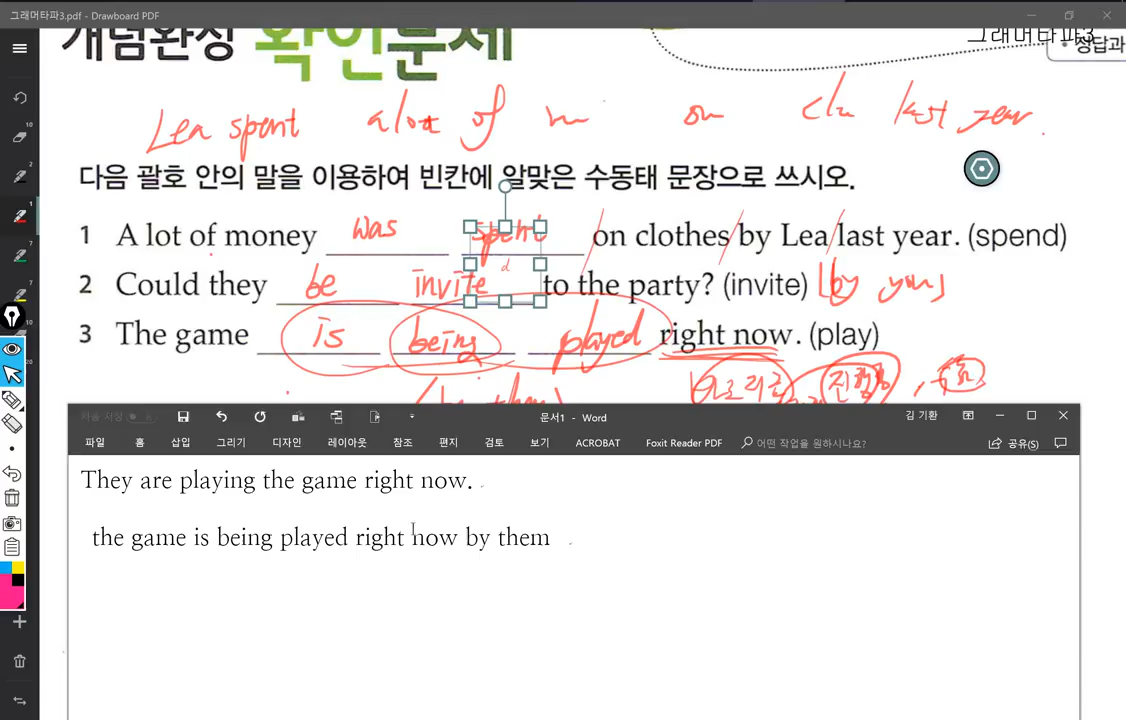 그래머타파3.pdf - Drawboard PDF
개념완성 확인문제
그래머타파3
정답과
Lea spent a lot of m on clo last year.
다음 괄호 안의 말을 이용하여 빈칸에 알맞은 수동태 문장으로 쓰시오.
1 A lot of money was spent on clothes by Lea last year. (spend)
2 Could they be invite d to the party? (invite) by you
3 The game is being played right now. (play)
진행형
문서1 - Word
김 기환
파일 홈 삽입 그리기 디자인 레이아웃 참조 편지 검토 보기 ACROBAT Foxit Reader PDF 어떤 작업을 원하시나요? 공유(S)
They are playing the game right now.
the game is being played right now by them